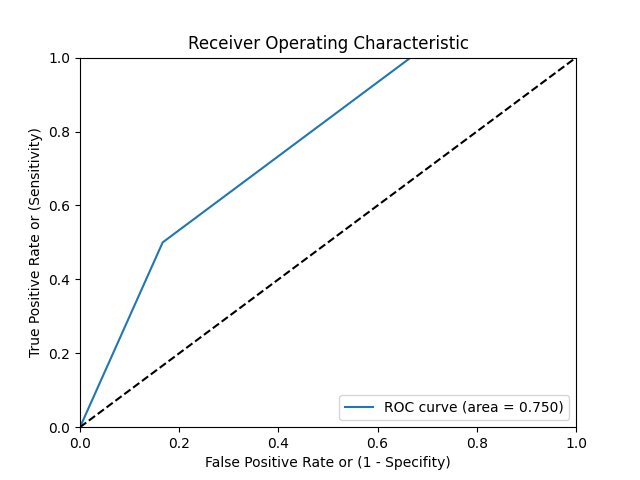 Receiver Operating Characteristic
1.0
0.8
0.6
0.4
0.2
0.0
True Positive Rate or (Sensitivity)
ROC curve (area = 0.750)
0.0 0.2 0.4 0.6 0.8 1.0
False Positive Rate or (1 - Specifity)